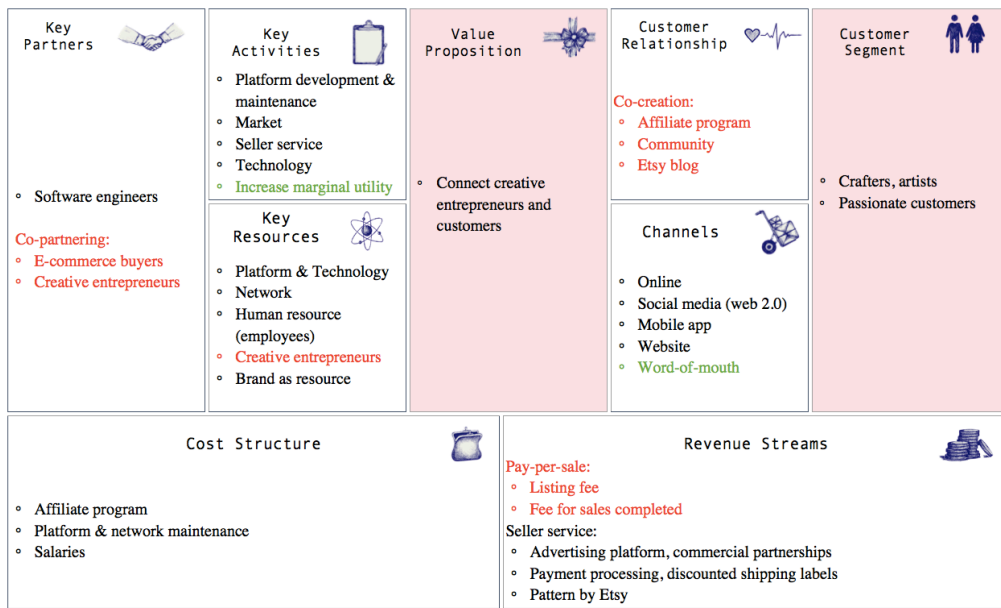 Key
Partners
Software engineers
Co-partnering:
E-commerce buyers
Creative entrepreneurs
Key
Activities
Platform development &
maintenance
Market
Seller service
Technology
Increase marginal utility
Key
Resources
Platform & Technology
Network
Human resource
(employees)
Creative entrepreneurs
Brand as resource
Value
Proposition
Connect creative
entrepreneurs and
customers
Customer
Relationship
Co-creation:
Affiliate program
Community
Etsy blog
Channels
Online
Social media (web 2.0)
Mobile app
Website
Word-of-mouth
Customer
Segment
Crafters, artists
Passionate customers
Cost Structure
Affiliate program
Platform & network maintenance
Salaries
Revenue Streams
Pay-per-sale:
Listing fee
Fee for sales completed
Seller service:
Advertising platform, commercial partnerships
Payment processing, discounted shipping labels
Pattern by Etsy